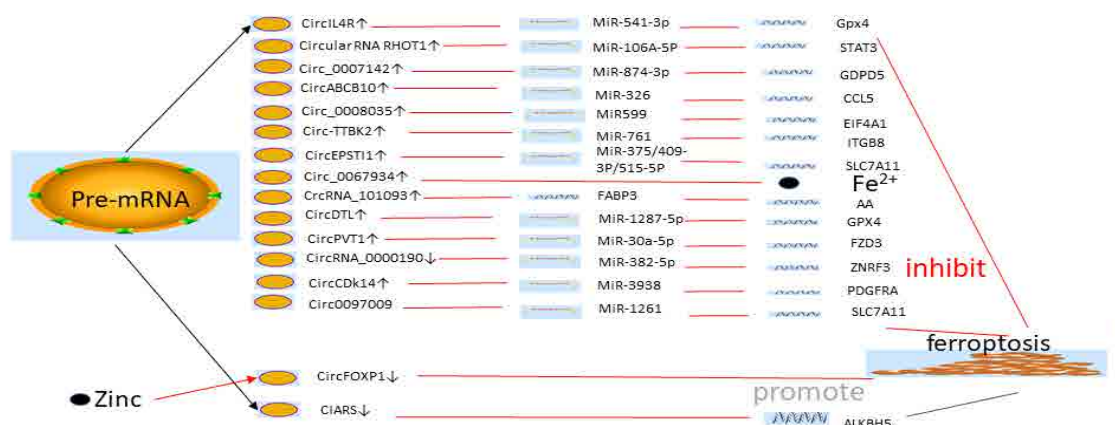 CircIL4R↑ MiR-541-3p Gpx4
CircularRNA RHOT1↑ MiR-106A-5P STAT3
Circ_0007142↑ MiR-874-3p GDPD5
CircABCB10↑ MiR-326 CCL5
Circ_0008035↑ MiR599 EIF4A1
Circ-TTBK2↑ MiR-761 ITGB8
CircEPSTI1↑ MiR-375/409-
3P/515-5P SLC7A11
Circ_0067934↑ Fe²⁺
Pre-mRNA
CrcRNA_101093↑ FABP3 AA
CircDTL↑ MiR-1287-5p GPX4
CircPVT1↑ MiR-30a-5p FZD3
CircRNA_0000190↓ MiR-382-5p ZNRF3
inhibit
CircCDk14↑ MiR-3938 PDGFRA
Circ0097009 MiR-1261 SLC7A11
ferroptosis
CircFOXP1↓
promote
Zinc
CIARS↓ ALKBH5